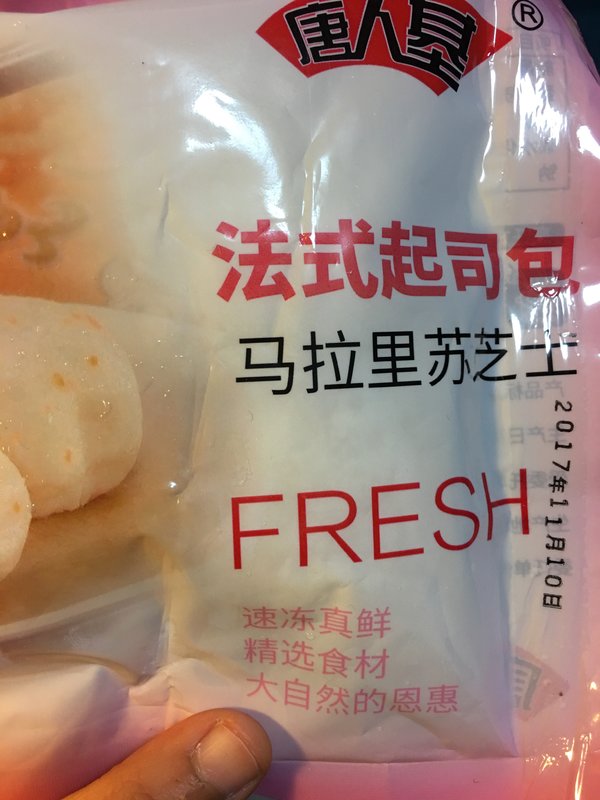 唐人基®
法式起司包
马拉里苏芝士
FRESH
2017年11月10日
速冻真鲜
精选食材
大自然的恩惠